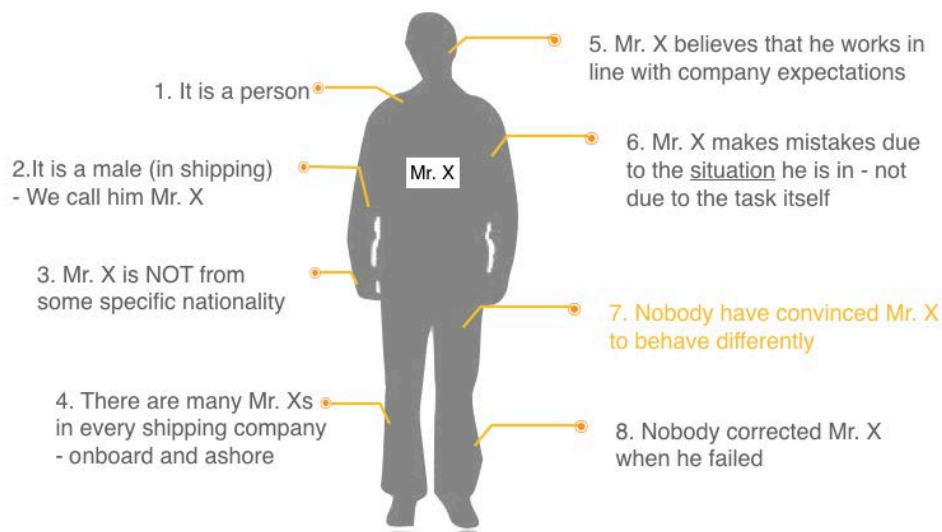 1. It is a person
2.It is a male (in shipping)
- We call him Mr. X
3. Mr. X is NOT from
some specific nationality
4. There are many Mr. Xs
in every shipping company
- onboard and ashore
Mr. X
5. Mr. X believes that he works in
line with company expectations
6. Mr. X makes mistakes due
to the situation he is in - not
due to the task itself
7. Nobody have convinced Mr. X
to behave differently
8. Nobody corrected Mr. X
when he failed